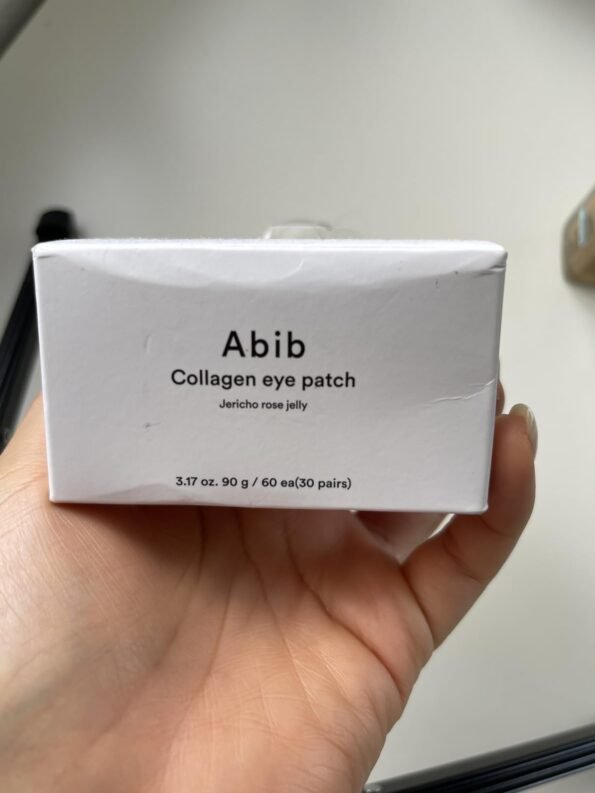 Abib
Collagen eye patch
Jericho rose jelly
3.17 oz. 90 g / 60 ea(30 pairs)